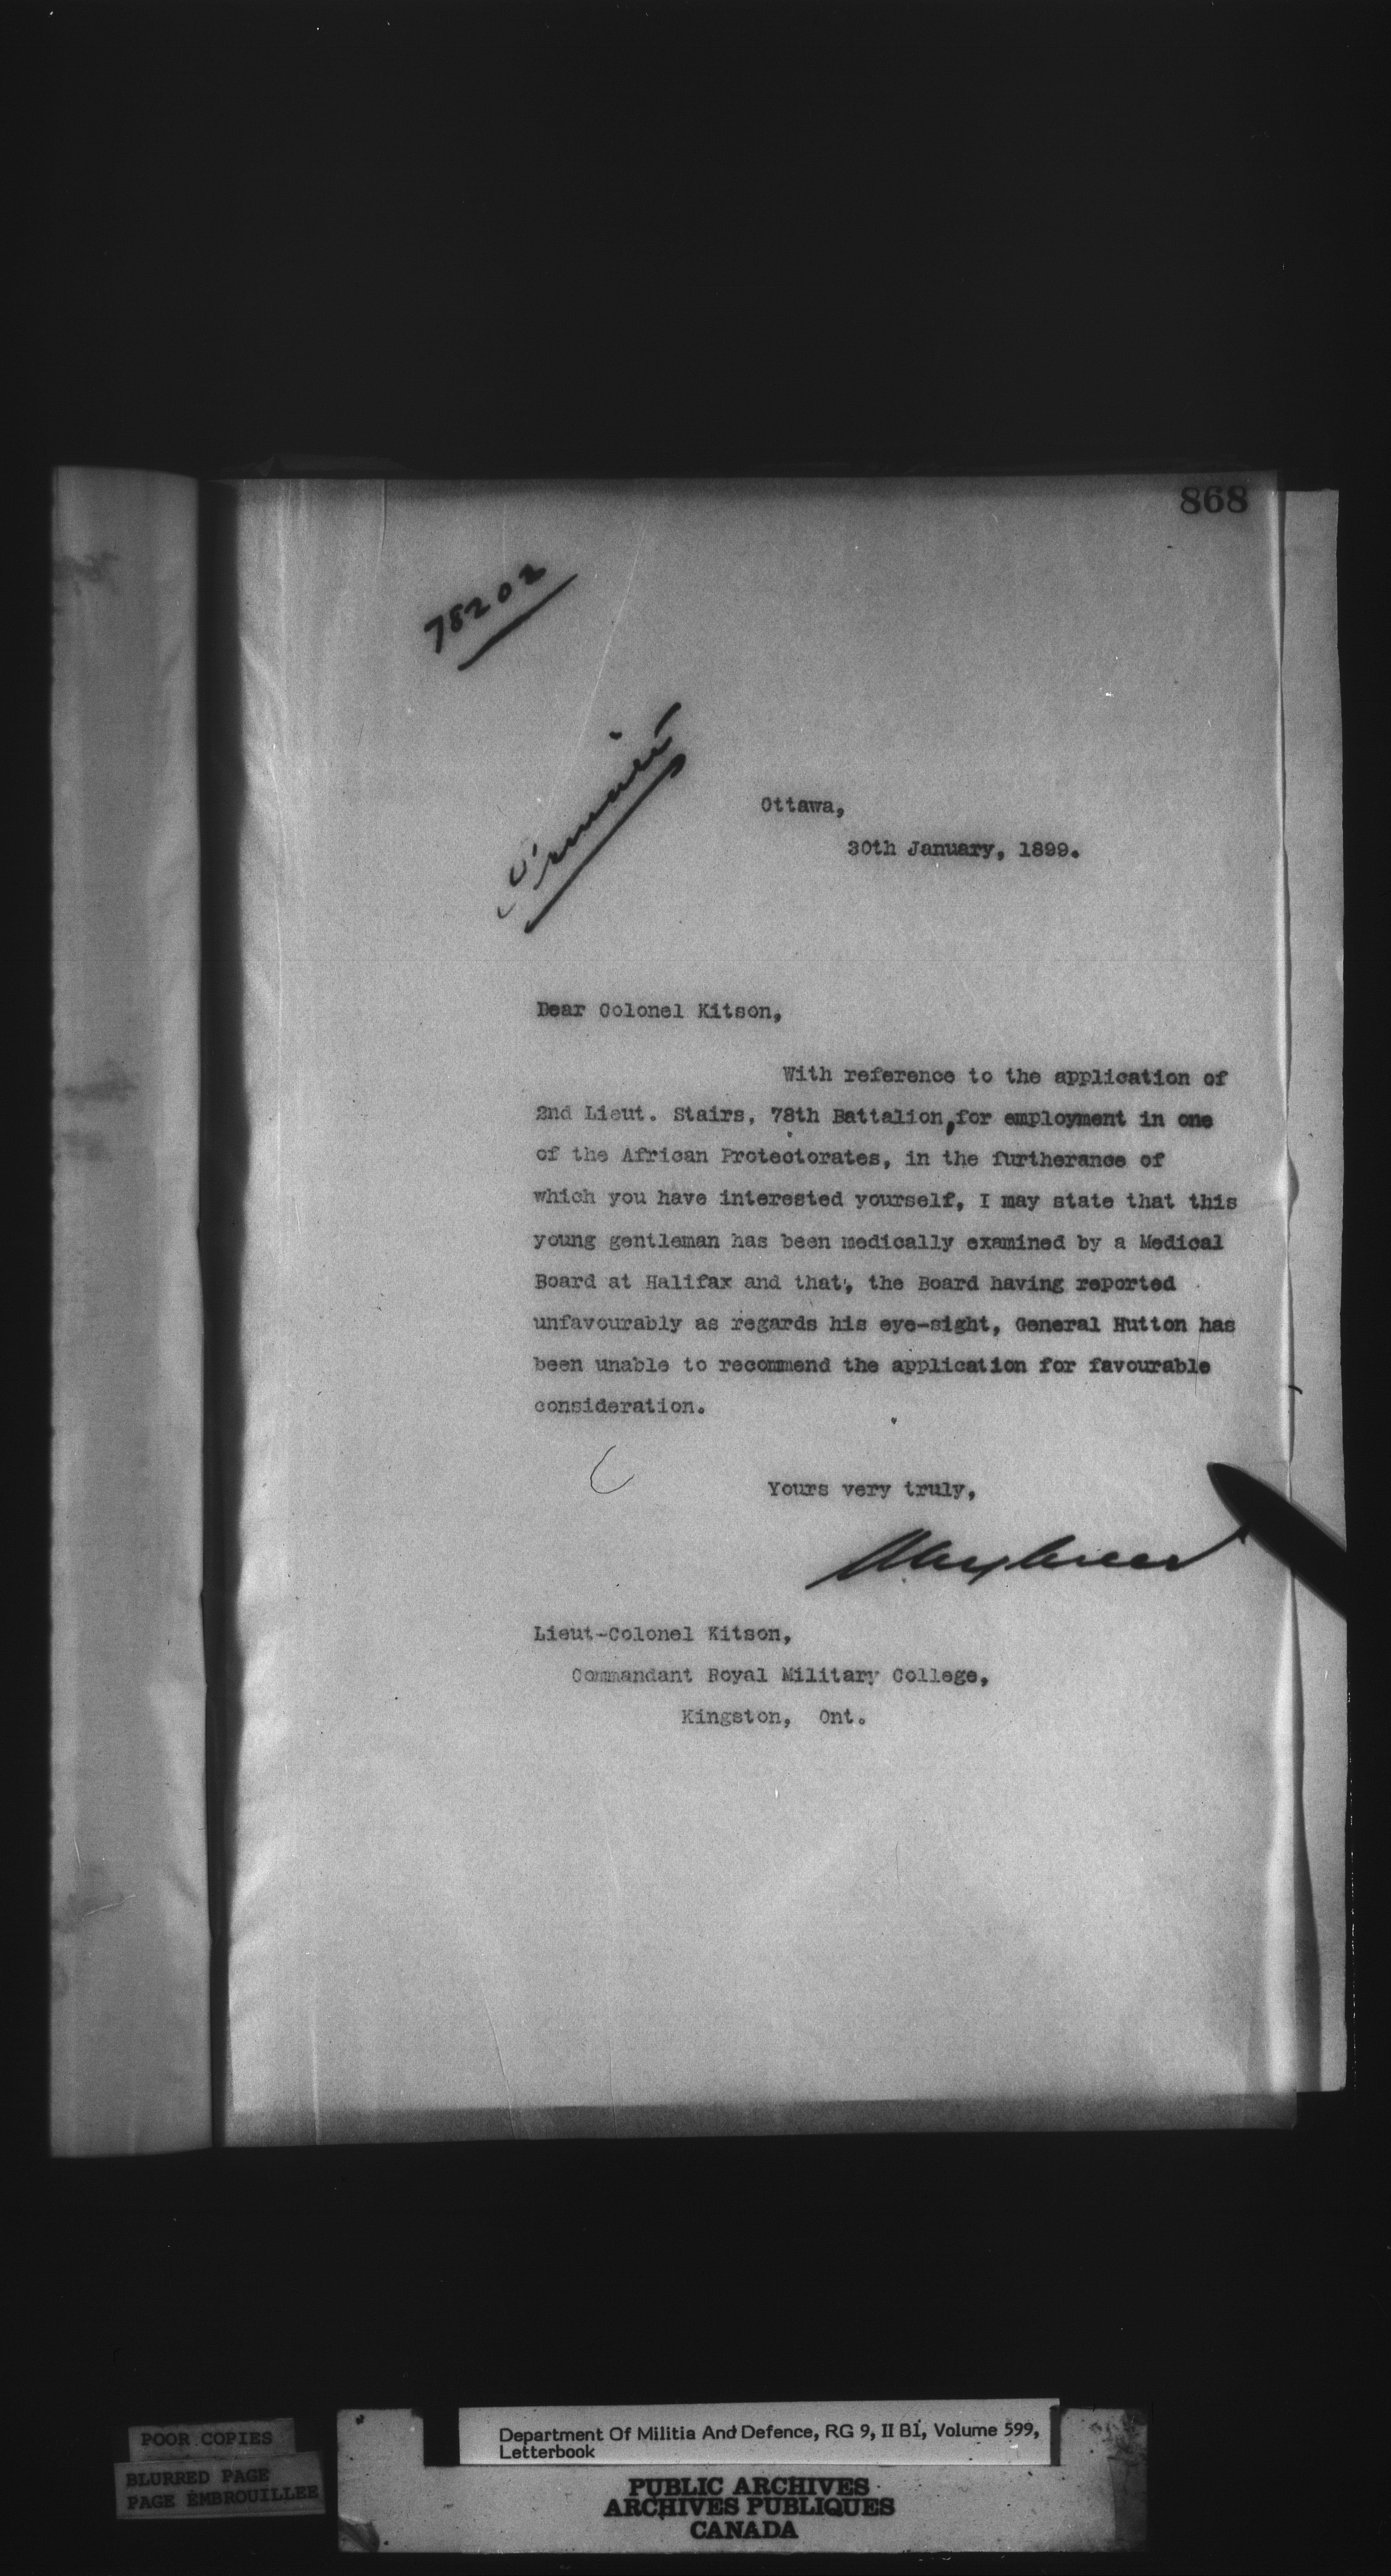 868
78202
Ottawa,
30th January, 1899.
Dear Colonel Kitson,
With reference to the application of
2nd Lieut. Stairs, 78th Battalion,for employment in one
of the African Protectorates, in the furtherance of
which you have interested yourself, I may state that this
young gentleman has been medically examined by a Medical
Board at Halifax and that, the Board having reported
unfavourably as regards his eye-sight, General Hutton has
been unable to recommend the application for favourable
consideration.
Yours very truly,
Lieut-Colonel Kitson,
Commandant Royal Military College,
Kingston, Ont.
POOR COPIES
BLURRED PAGE
PAGE EMBROUILLEE
Department Of Militia And Defence, RG 9, II B1, Volume 599,
Letterbook
PUBLIC ARCHIVES
ARCHIVES PUBLIQUES
CANADA